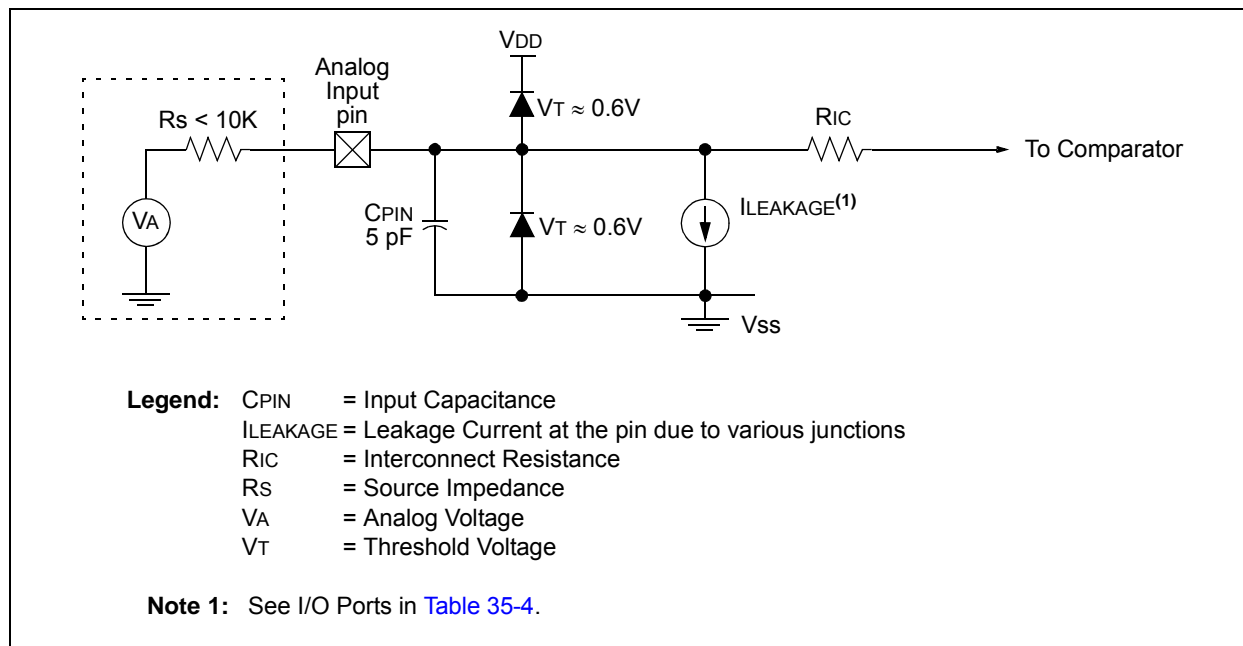 VDD
Analog
Input
pin
Rs < 10K
VT ≈ 0.6V
RIC
To Comparator
VA
CPIN
5 pF
VT ≈ 0.6V
ILEAKAGE(1)
Vss
Legend: CPIN = Input Capacitance
ILEAKAGE = Leakage Current at the pin due to various junctions
RIC = Interconnect Resistance
RS = Source Impedance
VA = Analog Voltage
VT = Threshold Voltage
Note 1: See I/O Ports in Table 35-4.